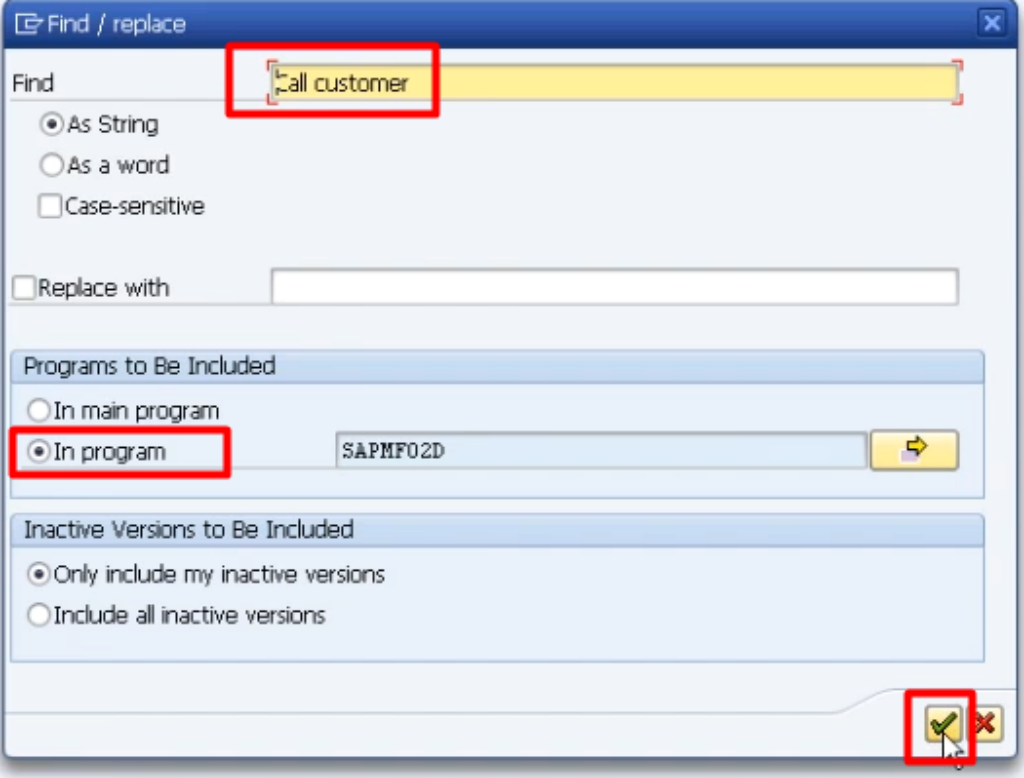 Find / replace
Find Call customer
As String
As a word
Case-sensitive
Replace with
Programs to Be Included
In main program
In program SAPMF02D
Inactive Versions to Be Included
Only include my inactive versions
Include all inactive versions